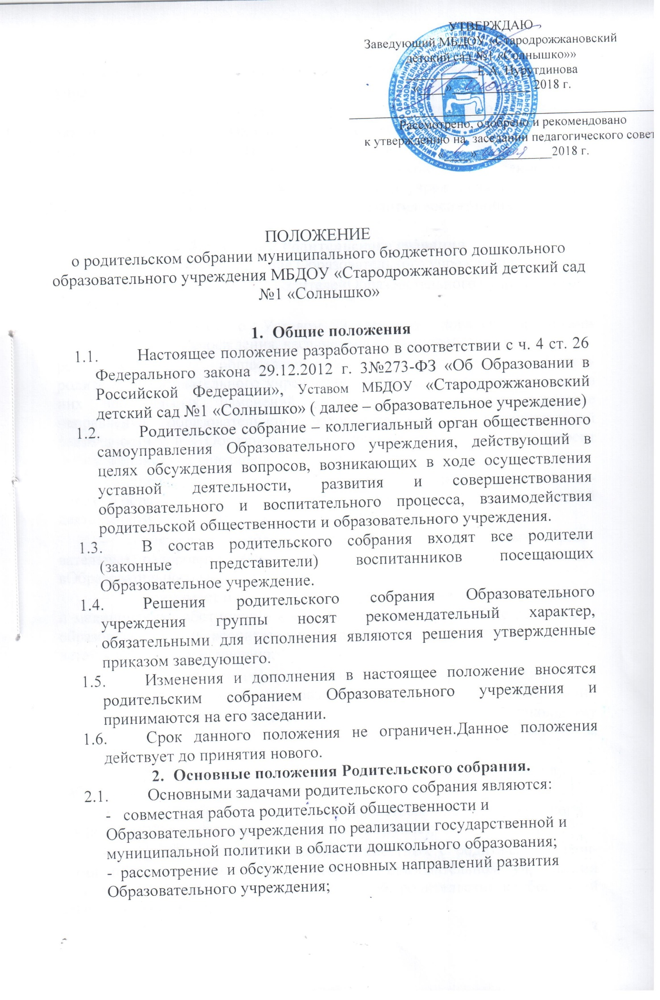 УТВЕРЖДАЮ
Заведующий МБДОУ «Стародрожжановский
детский сад №1 «Солнышко»»
___________Е.А. Нурутдинова
«____»____________2018 г.
Рассмотрено, одобрено и рекомендовано
к утверждению на заседании педагогического совет
«____»____________2018 г.
ПОЛОЖЕНИЕ
о родительском собрании муниципального бюджетного дошкольного
образовательного учреждения МБДОУ «Стародрожжановский детский сад
№1 «Солнышко»
1. Общие положения
1.1. Настоящее положение разработано в соответствии с ч. 4 ст. 26
Федерального закона 29.12.2012 г. З№273-ФЗ «Об Образовании в
Российской Федерации», Уставом МБДОУ «Стародрожжановский
детский сад №1 «Солнышко» ( далее – образовательное учреждение)
1.2. Родительское собрание – коллегиальный орган общественного
самоуправления Образовательного учреждения, действующий в
целях обсуждения вопросов, возникающих в ходе осуществления
уставной деятельности, развития и совершенствования
образовательного и воспитательного процесса, взаимодействия
родительской общественности и образовательного учреждения.
1.3. В состав родительского собрания входят все родители
(законные представители) воспитанников посещающих
Образовательное учреждение.
1.4. Решения родительского собрания Образовательного
учреждения группы носят рекомендательный характер,
обязательными для исполнения являются решения утвержденные
приказом заведующего.
1.5. Изменения и дополнения в настоящее положение вносятся
родительским собранием Образовательного учреждения и
принимаются на его заседании.
1.6. Срок данного положения не ограничен.Данное положения
действует до принятия нового.
2. Основные положения Родительского собрания.
2.1. Основными задачами родительского собрания являются:
- совместная работа родительской общественности и
Образовательного учреждения по реализации государственной и
муниципальной политики в области дошкольного образования;
- рассмотрение и обсуждение основных направлений развития
Образовательного учреждения;